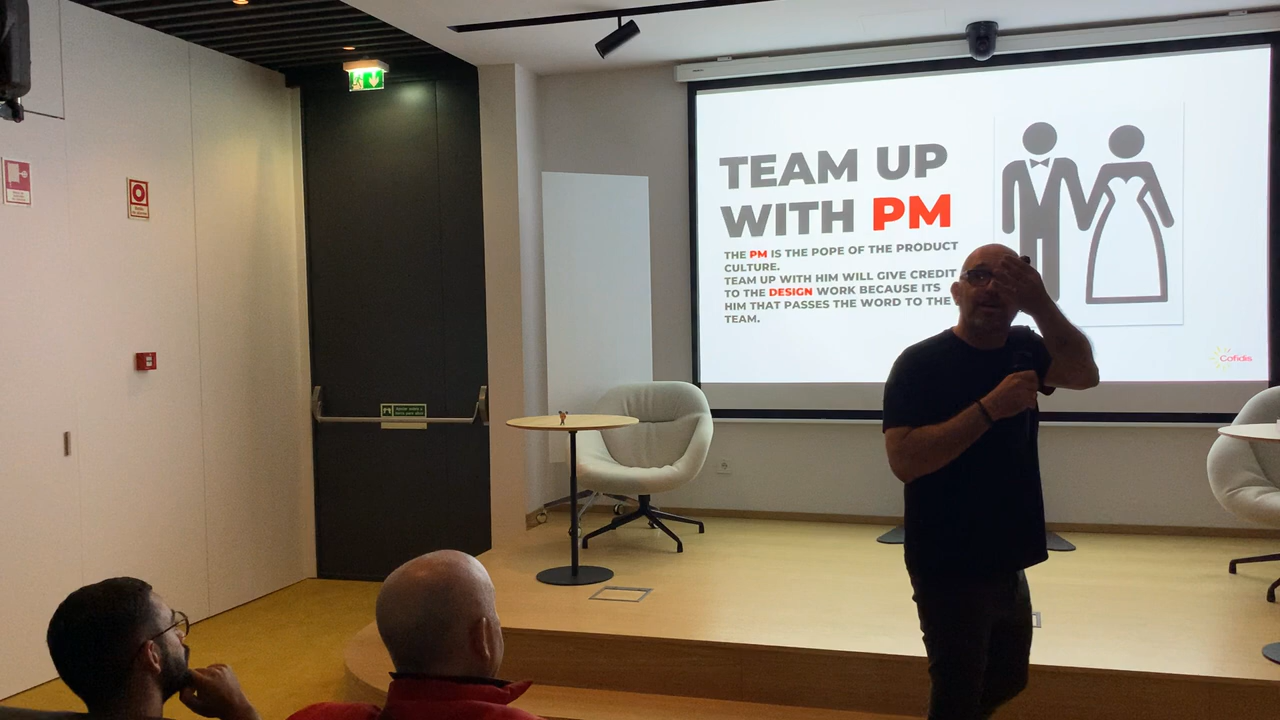 TEAM UP
WITH PM
THE PM IS THE POPE OF THE PRODUCT
CULTURE.
TEAM UP WITH HIM WILL GIVE CREDIT
TO THE DESIGN WORK BECAUSE ITS
HIM THAT PASSES THE WORD TO THE
TEAM.
Cofidis